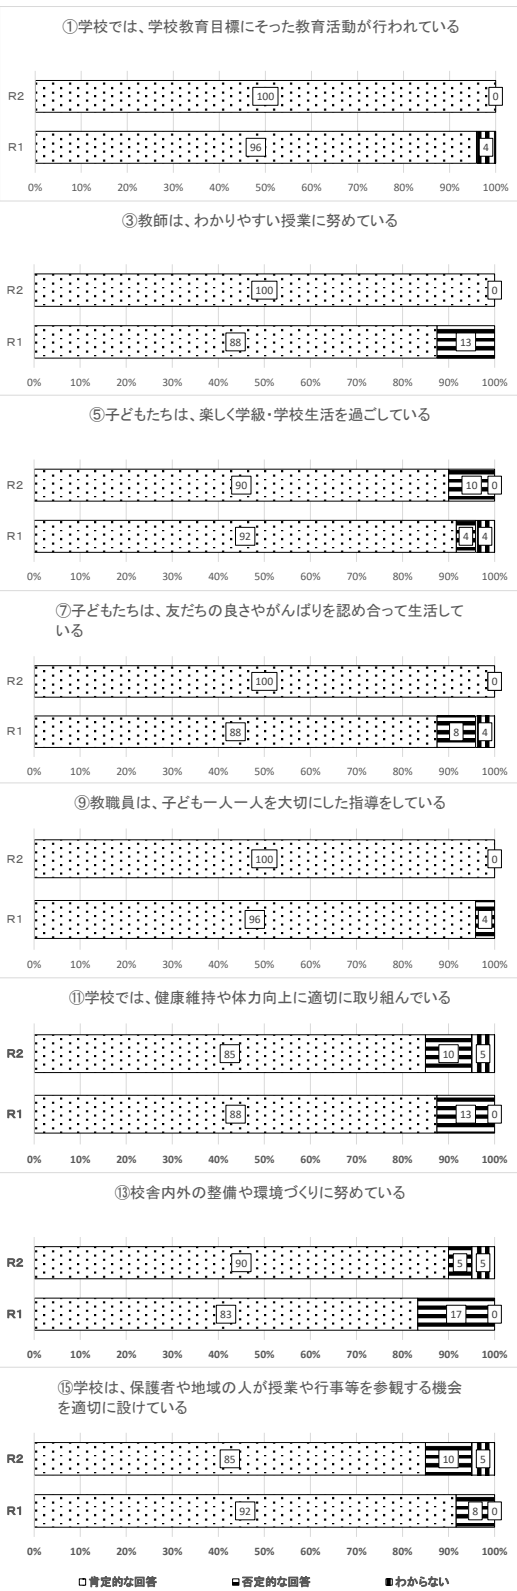 ①学校では、学校教育目標にそった教育活動が行われている
R2 100 0
R1 96 4
0% 10% 20% 30% 40% 50% 60% 70% 80% 90% 100%
③教師は、わかりやすい授業に努めている
R2 100 0
R1 88 13
0% 10% 20% 30% 40% 50% 60% 70% 80% 90% 100%
⑤子どもたちは、楽しく学級・学校生活を過ごしている
R2 90 10 0
R1 92 4 4
0% 10% 20% 30% 40% 50% 60% 70% 80% 90% 100%
⑦子どもたちは、友だちの良さやがんばりを認め合って生活して
いる
R2 100 0
R1 88 8 4
0% 10% 20% 30% 40% 50% 60% 70% 80% 90% 100%
⑨教職員は、子ども一人一人を大切にした指導をしている
R2 100 0
R1 96 4
0% 10% 20% 30% 40% 50% 60% 70% 80% 90% 100%
⑪学校では、健康維持や体力向上に適切に取り組んでいる
R2 85 10 5
R1 88 13 0
0% 10% 20% 30% 40% 50% 60% 70% 80% 90% 100%
⑬校舎内外の整備や環境づくりに努めている
R2 90 5 5
R1 83 17 0
0% 10% 20% 30% 40% 50% 60% 70% 80% 90% 100%
⑮学校は、保護者や地域の人が授業や行事等を参観する機会
を適切に設けている
R2 85 10 5
R1 92 8 0
0% 10% 20% 30% 40% 50% 60% 70% 80% 90% 100%
肯定的な回答 否定的な回答 わからない